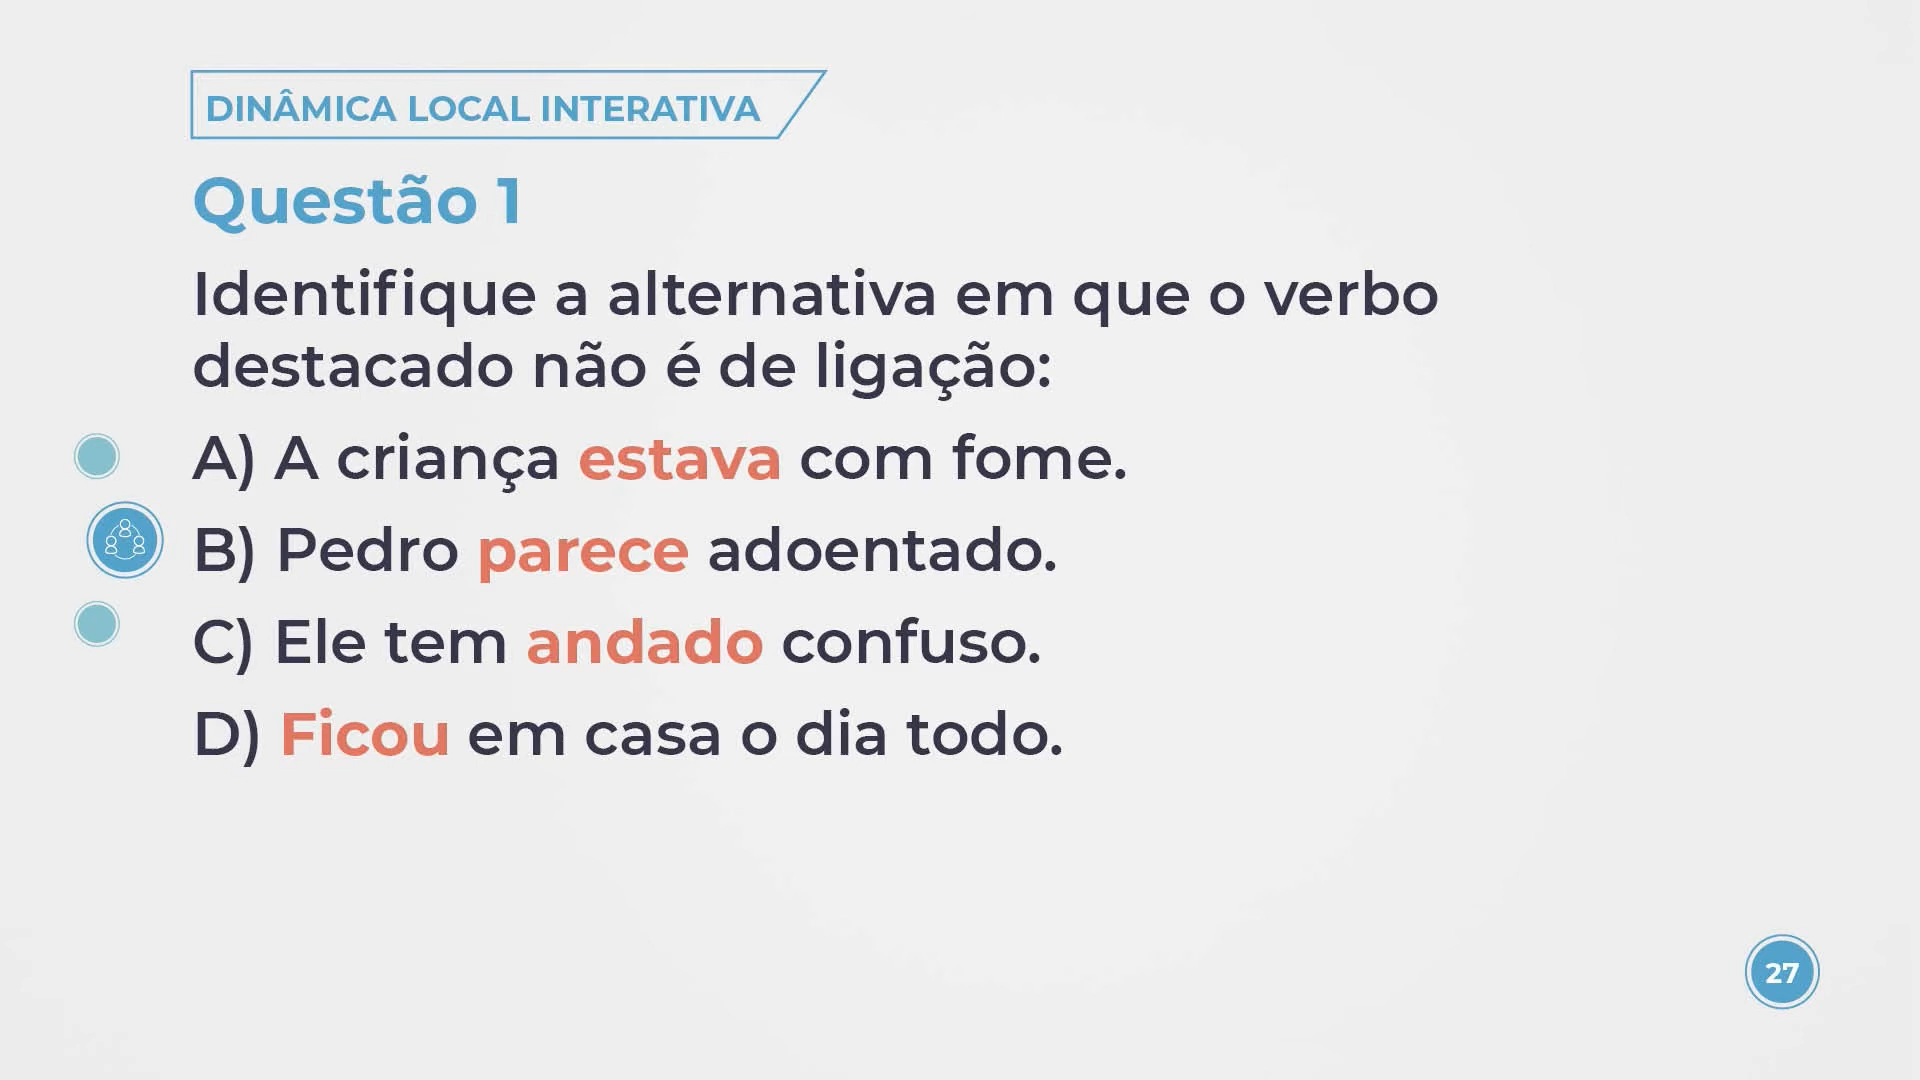 DINÂMICA LOCAL INTERATIVA
Questão 1
Identifique a alternativa em que o verbo
destacado não é de ligação:
A) A criança estava com fome.
B) Pedro parece adoentado.
C) Ele tem andado confuso.
D) Ficou em casa o dia todo.
27